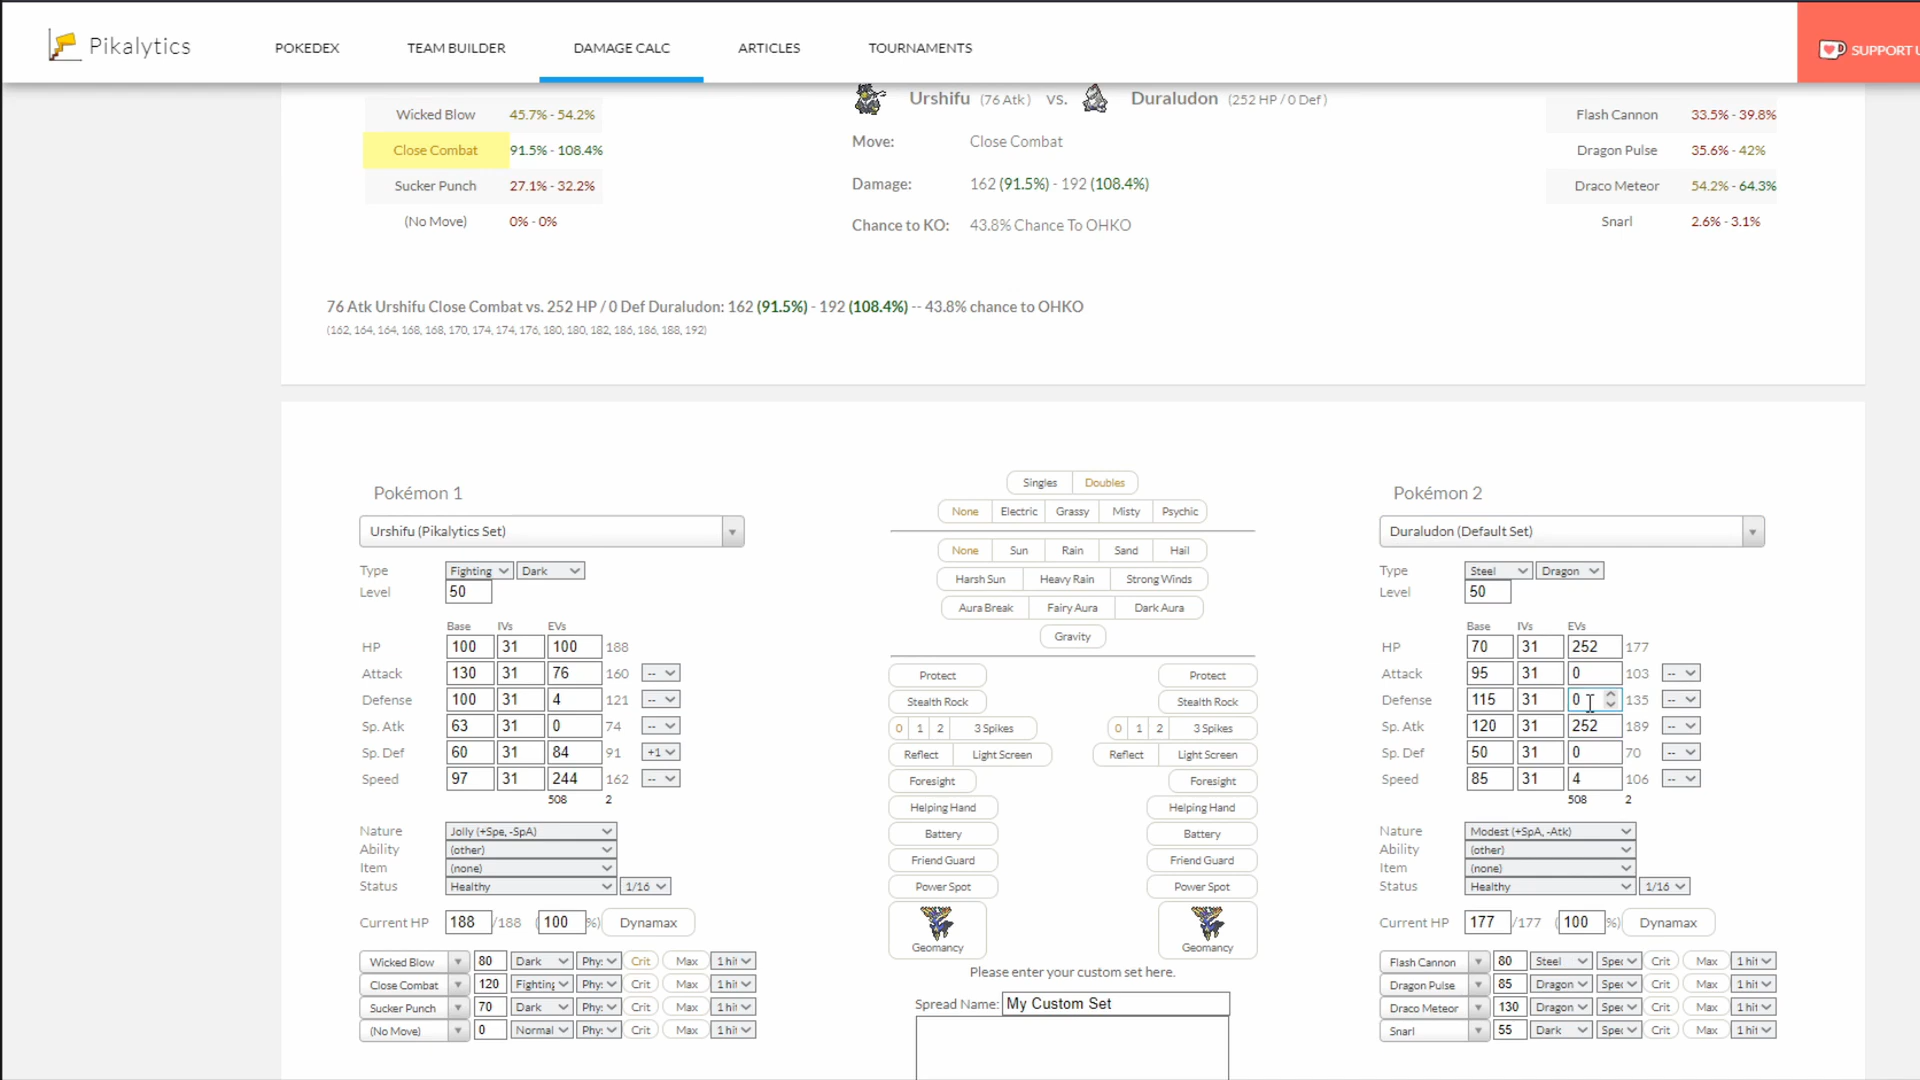 Pikalytics POKEDEX TEAM BUILDER DAMAGE CALC ARTICLES TOURNAMENTS SUPPORT U
Urshifu (76 Atk) VS. Duraludon (252 HP / 0 Def)
Wicked Blow 45.7% - 54.2%
Close Combat 91.5% - 108.4%
Sucker Punch 27.1% - 32.2%
(No Move) 0% - 0%
Move: Close Combat
Damage: 162 (91.5%) - 192 (108.4%)
Chance to KO: 43.8% Chance To OHKO
Flash Cannon 33.5% - 39.8%
Dragon Pulse 35.6% - 42%
Draco Meteor 54.2% - 64.3%
Snarl 2.6% - 3.1%
76 Atk Urshifu Close Combat vs. 252 HP / 0 Def Duraludon: 162 (91.5%) - 192 (108.4%) -- 43.8% chance to OHKO
(162, 164, 164, 168, 168, 170, 174, 174, 176, 180, 180, 182, 186, 186, 188, 192)
Pokémon 1
Urshifu (Pikalytics Set)
Type Fighting Dark
Level 50
Base IVs EVs
HP 100 31 100 188
Attack 130 31 76 160 --
Defense 100 31 4 121 --
Sp. Atk 63 31 0 74 --
Sp. Def 60 31 84 91 +1
Speed 97 31 244 162 --
508 2
Nature Jolly (+Spe, -SpA)
Ability (other)
Item (none)
Status Healthy 1/16
Current HP 188 /188 (100 %) Dynamax
Wicked Blow 80 Dark Phy: Crit Max 1 hit
Close Combat 120 Fighting Phy: Crit Max 1 hit
Sucker Punch 70 Dark Phy: Crit Max 1 hit
(No Move) 0 Normal Phy: Crit Max 1 hit
Singles Doubles
None Electric Grassy Misty Psychic
None Sun Rain Sand Hail
Harsh Sun Heavy Rain Strong Winds
Aura Break Fairy Aura Dark Aura
Gravity
Protect Protect
Stealth Rock Stealth Rock
0 1 2 3 Spikes 0 1 2 3 Spikes
Reflect Light Screen Reflect Light Screen
Foresight Foresight
Helping Hand Helping Hand
Battery Battery
Friend Guard Friend Guard
Power Spot Power Spot
Geomancy Geomancy
Please enter your custom set here.
Spread Name: My Custom Set
Pokémon 2
Duraludon (Default Set)
Type Steel Dragon
Level 50
Base IVs EVs
HP 70 31 252 177
Attack 95 31 0 103 --
Defense 115 31 0 135 --
Sp. Atk 120 31 252 189 --
Sp. Def 50 31 0 70 --
Speed 85 31 4 106 --
508 2
Nature Modest (+SpA, -Atk)
Ability (other)
Item (none)
Status Healthy 1/16
Current HP 177 /177 (100 %) Dynamax
Flash Cannon 80 Steel Spec Crit Max 1 hit
Dragon Pulse 85 Dragon Spec Crit Max 1 hit
Draco Meteor 130 Dragon Spec Crit Max 1 hit
Snarl 55 Dark Spec Crit Max 1 hit